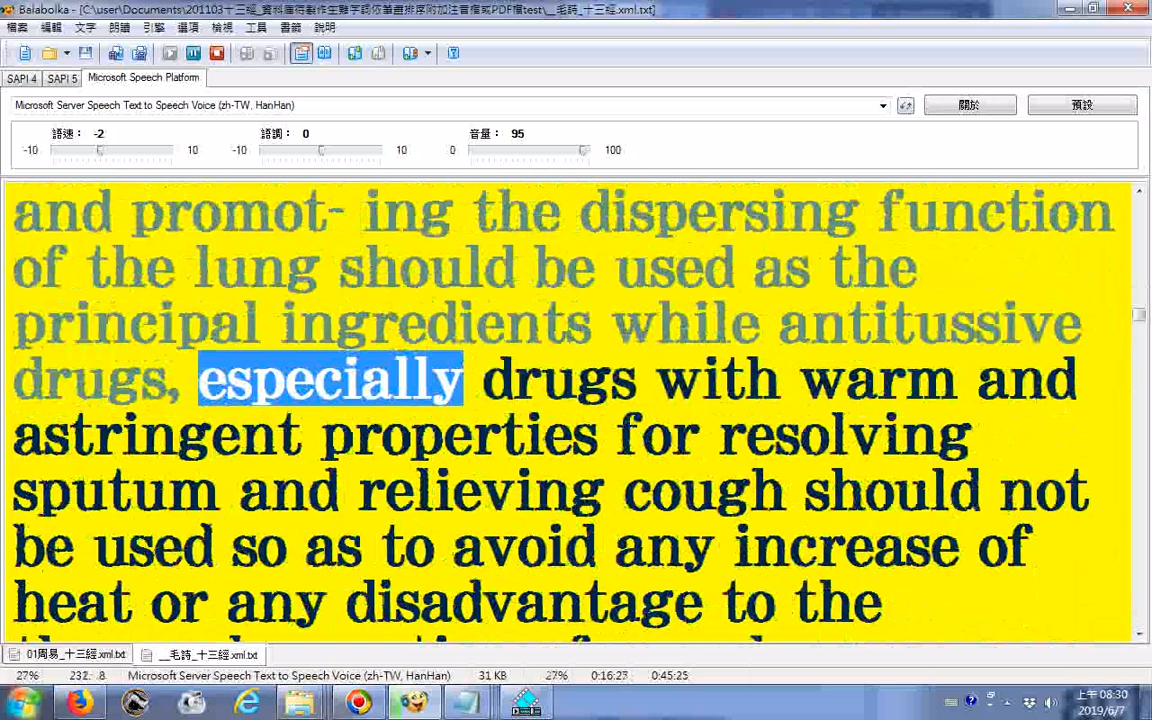 Balabolka - [C:\user\Documents\201103十三經_資料庫待製作生難字詞依筆畫排序附加注音檔或PDF檔test\__毛詩_十三經.xml.txt]
檔案 編輯 文字 朗讀 引擎 選項 檢視 工具 書籤 說明
SAPI 4 SAPI 5 Microsoft Speech Platform
Microsoft Server Speech Text to Speech Voice (zh-TW, HanHan) 關於 預設
語速： -2 語調： 0 音量： 95
-10 10 -10 10 0 100
and promot- ing the dispersing function
of the lung should be used as the
principal ingredients while antitussive
drugs, especially drugs with warm and
astringent properties for resolving
sputum and relieving cough should not
be used so as to avoid any increase of
heat or any disadvantage to the
01周易_十三經.xml.txt __毛詩_十三經.xml.txt
27% 232: 8 Microsoft Server Speech Text to Speech Voice (zh-TW, HanHan) 31 KB 27% 0:16:23 0:45:25
上午 08:30
2019/6/7